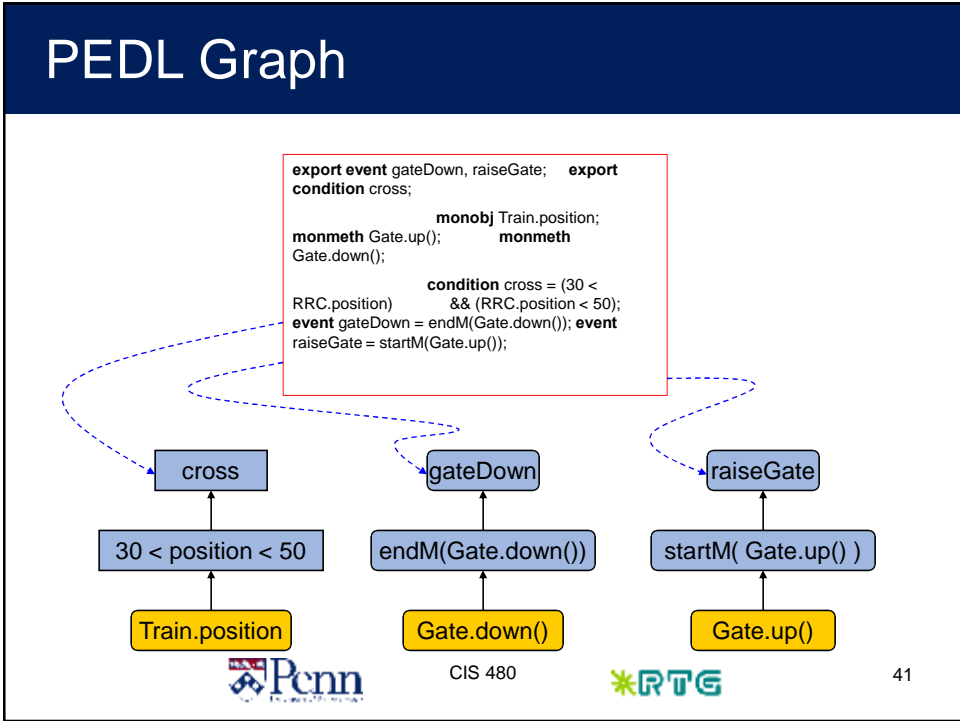 PEDL Graph
export event gateDown, raiseGate; export
condition cross;
monobj Train.position;
monmeth Gate.up(); monmeth
Gate.down();
condition cross = (30 <
RRC.position) && (RRC.position < 50);
event gateDown = endM(Gate.down()); event
raiseGate = startM(Gate.up());
cross gateDown raiseGate
30 < position < 50 endM(Gate.down()) startM( Gate.up() )
Train.position Gate.down() Gate.up()
Penn CIS 480 RTG 41